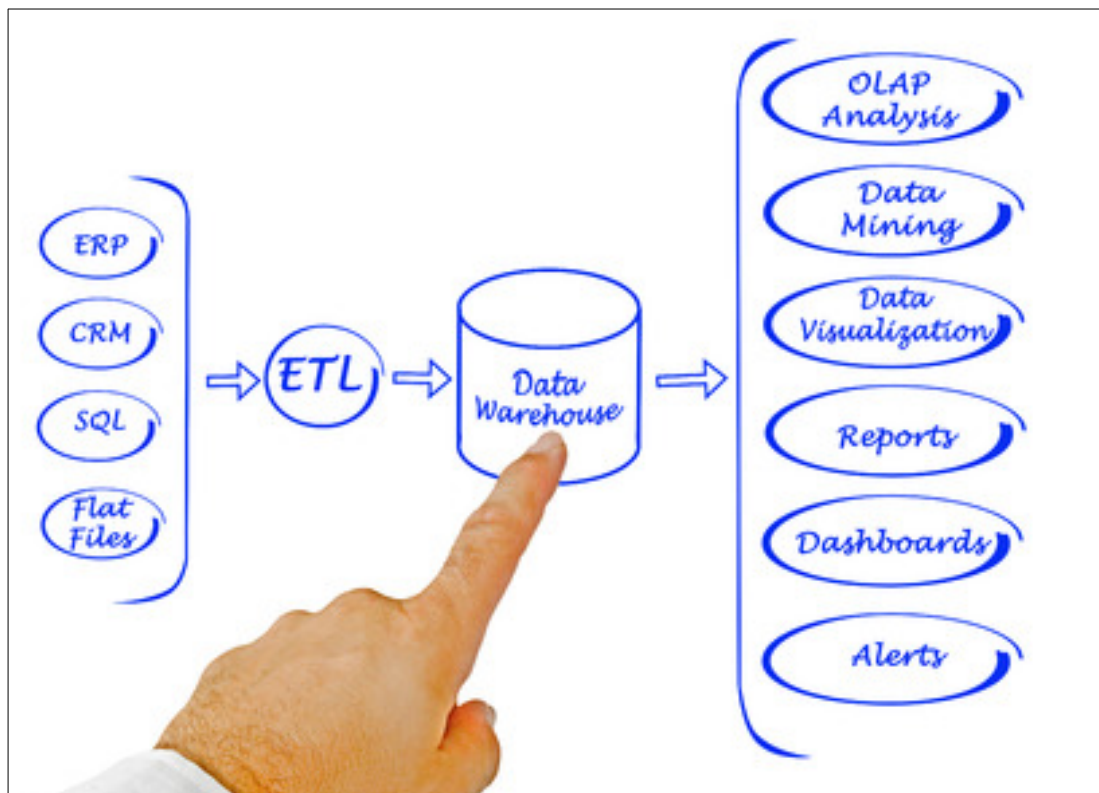 ERP
CRM
SQL
Flat
Files
ETL
Data
Warehouse
OLAP
Analysis
Data
Mining
Data
Visualization
Reports
Dashboards
Alerts